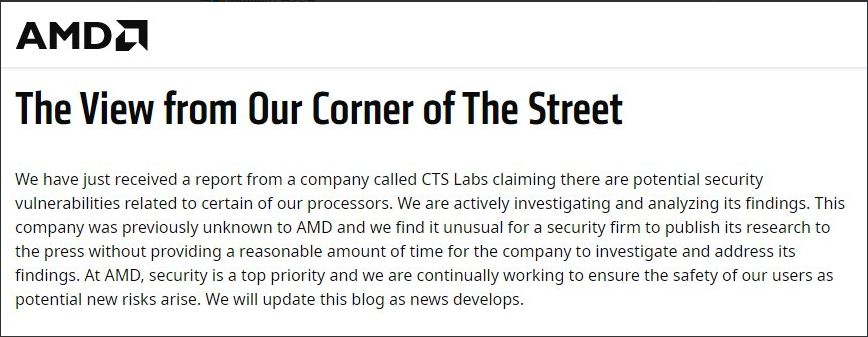 AMD
The View from Our Corner of The Street
We have just received a report from a company called CTS Labs claiming there are potential security
vulnerabilities related to certain of our processors. We are actively investigating and analyzing its findings. This
company was previously unknown to AMD and we find it unusual for a security firm to publish its research to
the press without providing a reasonable amount of time for the company to investigate and address its
findings. At AMD, security is a top priority and we are continually working to ensure the safety of our users as
potential new risks arise. We will update this blog as news develops.